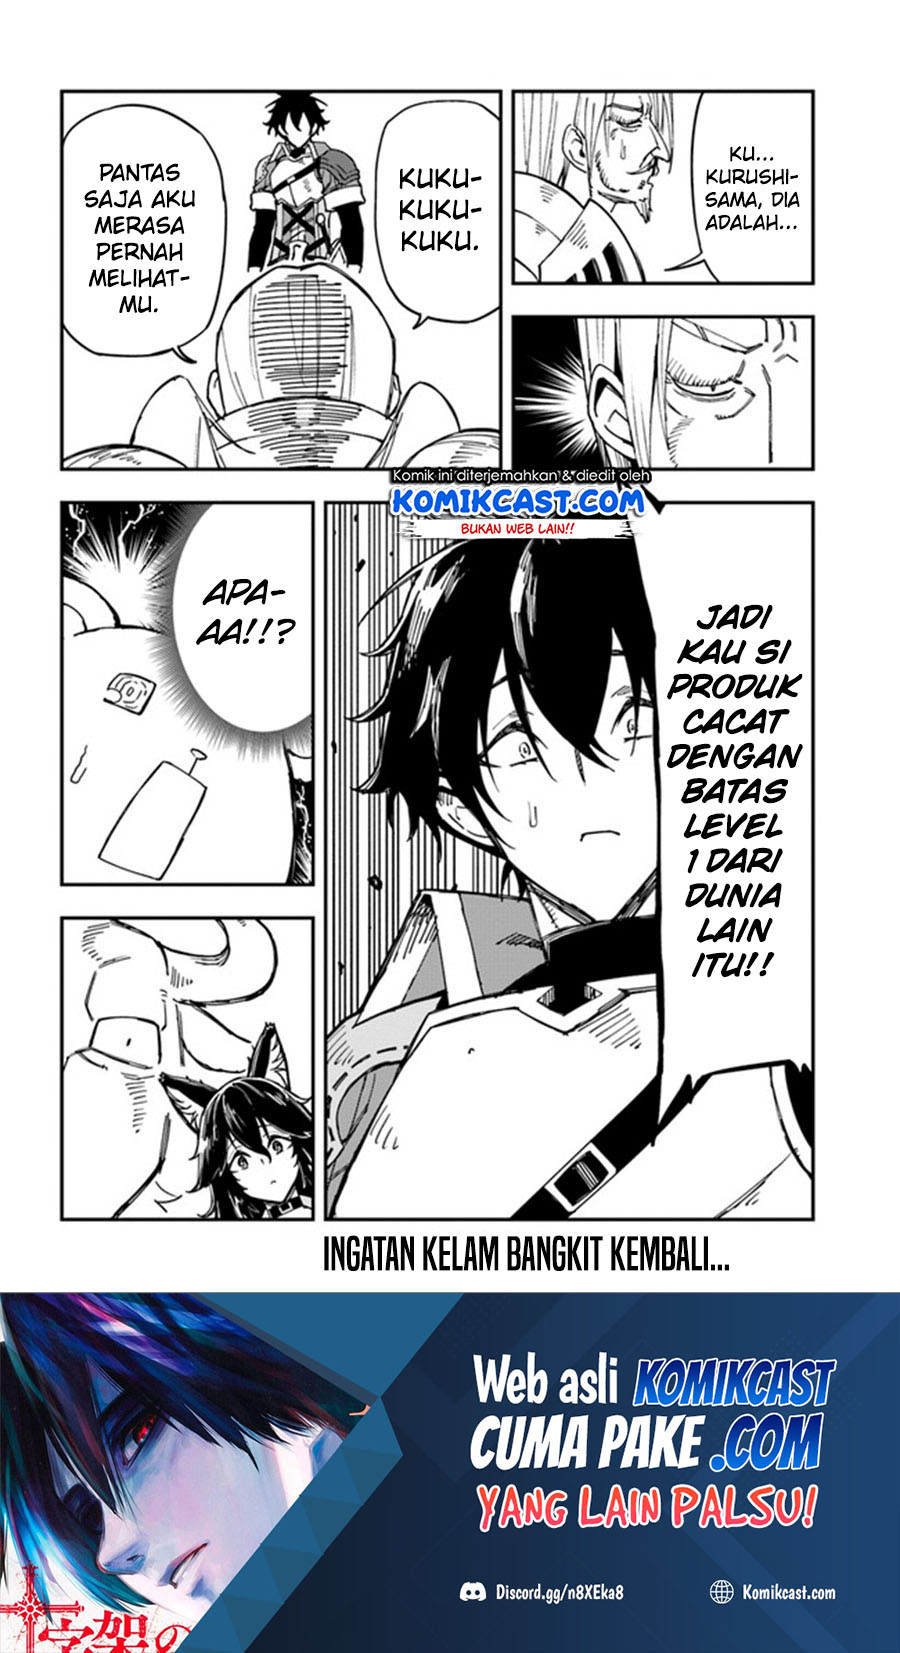 KU...
KURUSHI-
SAMA, DIA
ADALAH...
KUKU-
KUKU-
KUKU.
PANTAS
SAJA AKU
MERASA
PERNAH
MELIHAT-
MU.
Komik ini diterjemahkan & diedit oleh
KOMIKCAST.COM
BUKAN WEB LAIN!!
JADI
KAU SI
PRODUK
CACAT
DENGAN
BATAS
LEVEL
1 DARI
DUNIA
LAIN
ITU!!
APA-
AA!!?
INGATAN KELAM BANGKIT KEMBALI...
Web asli KOMIKCAST
CUMA PAKE .COM
YANG LAIN PALSU!
Discord.gg/n8XEka8
Komikcast.com
字架の